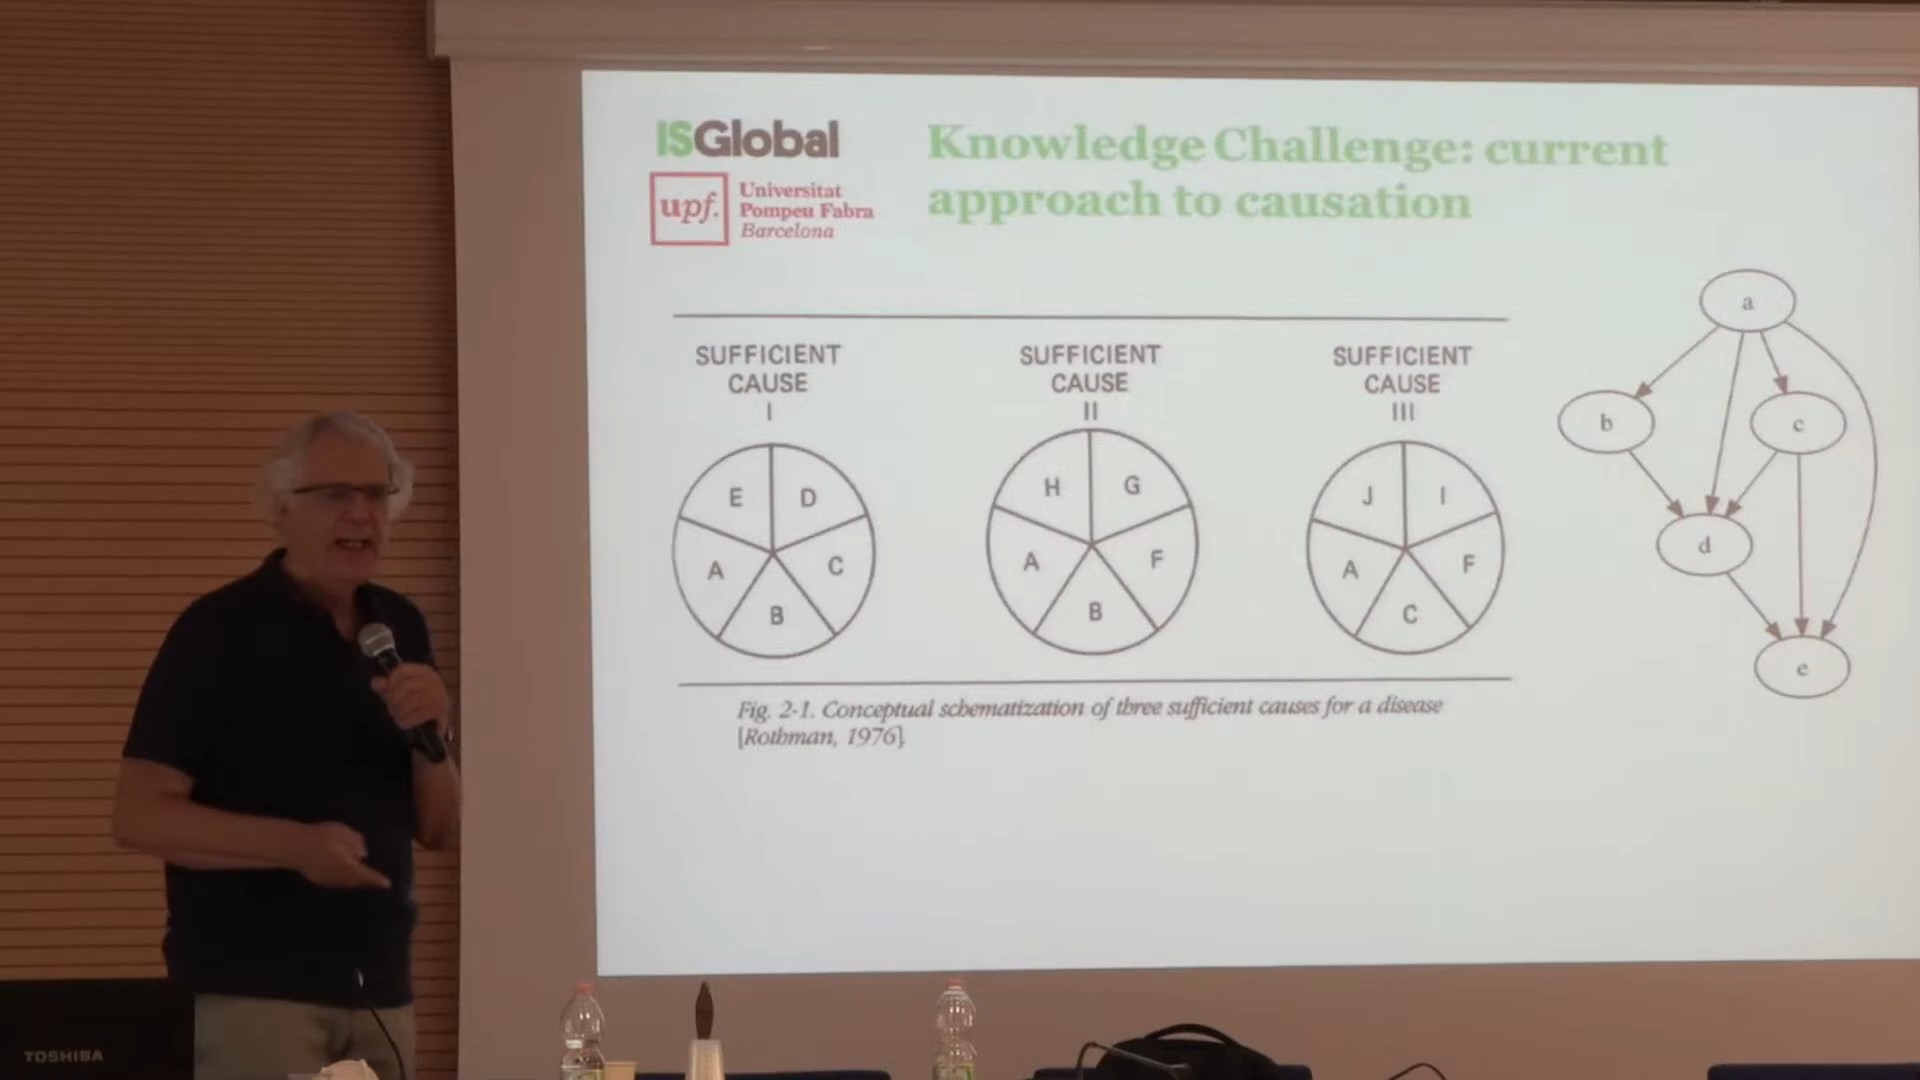 ISGlobal
upf.
Universitat
Pompeu Fabra
Barcelona
Knowledge Challenge: current
approach to causation
SUFFICIENT
CAUSE
I
E
D
A
C
B
SUFFICIENT
CAUSE
II
H
G
A
F
B
SUFFICIENT
CAUSE
III
J
I
A
F
C
a
b
c
d
e
Fig. 2-1. Conceptual schematization of three sufficient causes for a disease
[Rothman, 1976].
TOSHIBA